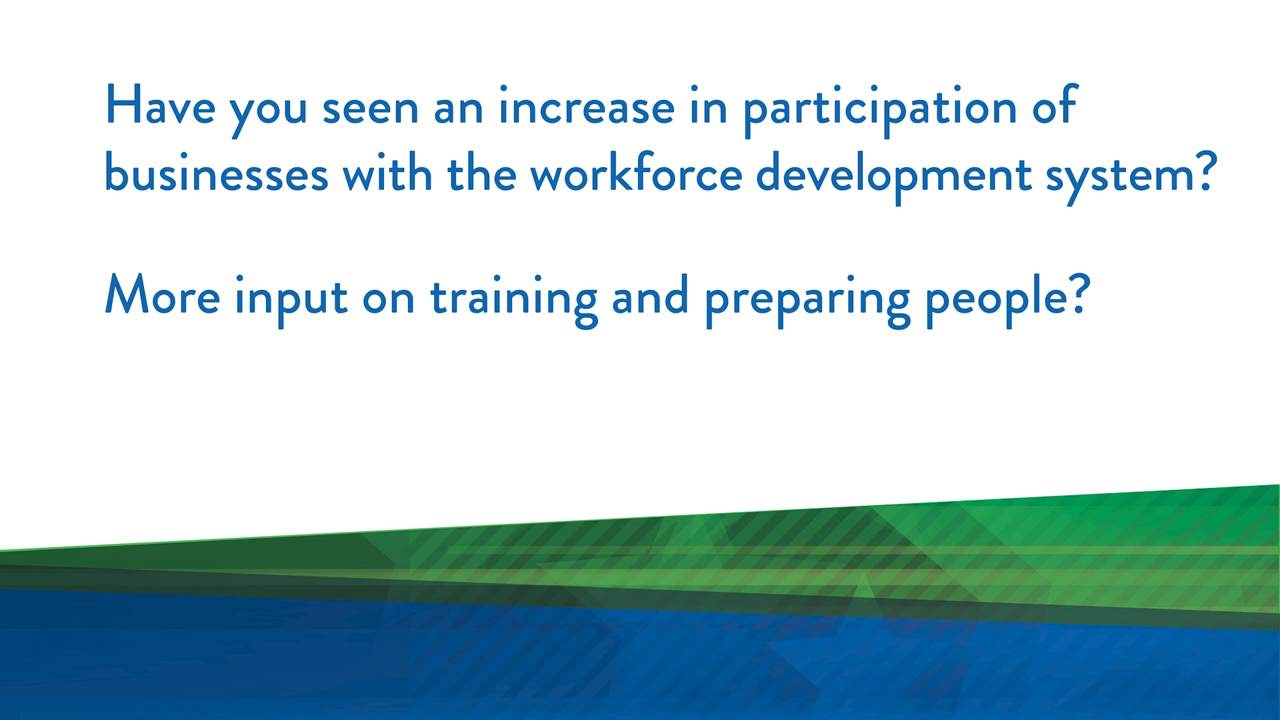 Have you seen an increase in participation of
businesses with the workforce development system?
More input on training and preparing people?